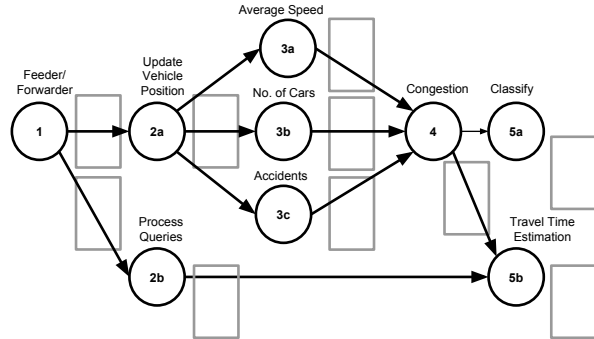 Average Speed
3a
Feeder/
Forwarder
Update
Vehicle
Position
No. of Cars
Congestion
Classify
1
2a
3b
4
5a
Accidents
3c
Process
Queries
Travel Time
Estimation
2b
5b